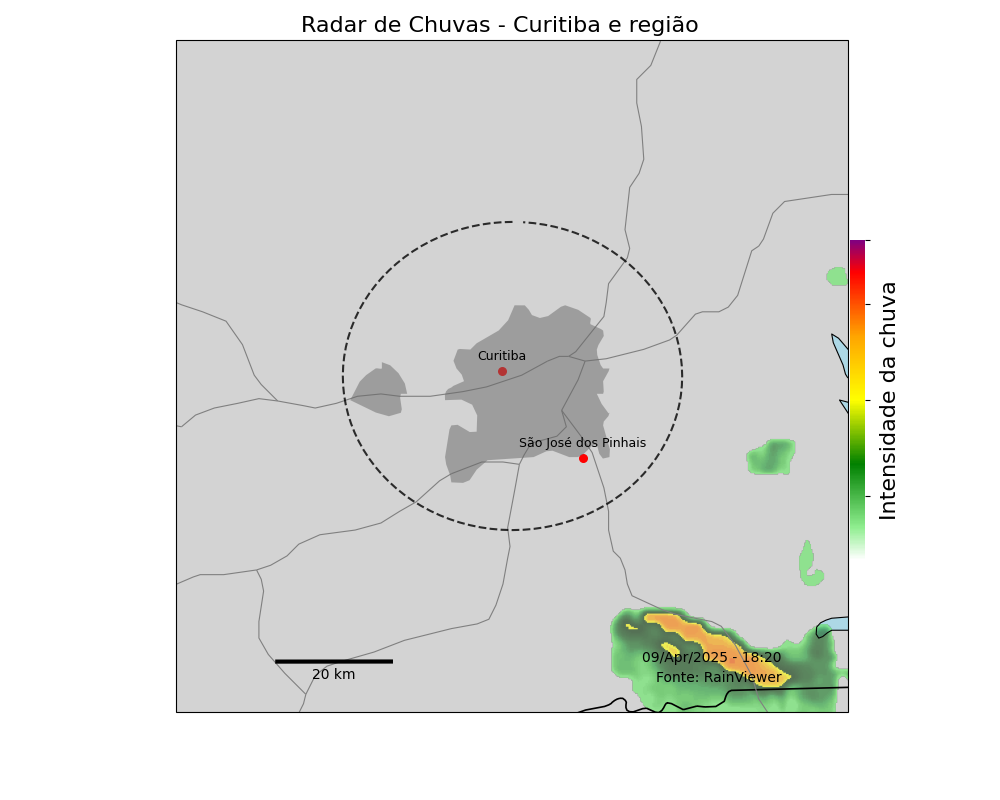 Radar de Chuvas - Curitiba e região
Curitiba
São José dos Pinhais
Intensidade da chuva
09/Apr/2025 - 18:20
20 km
Fonte: RainViewer